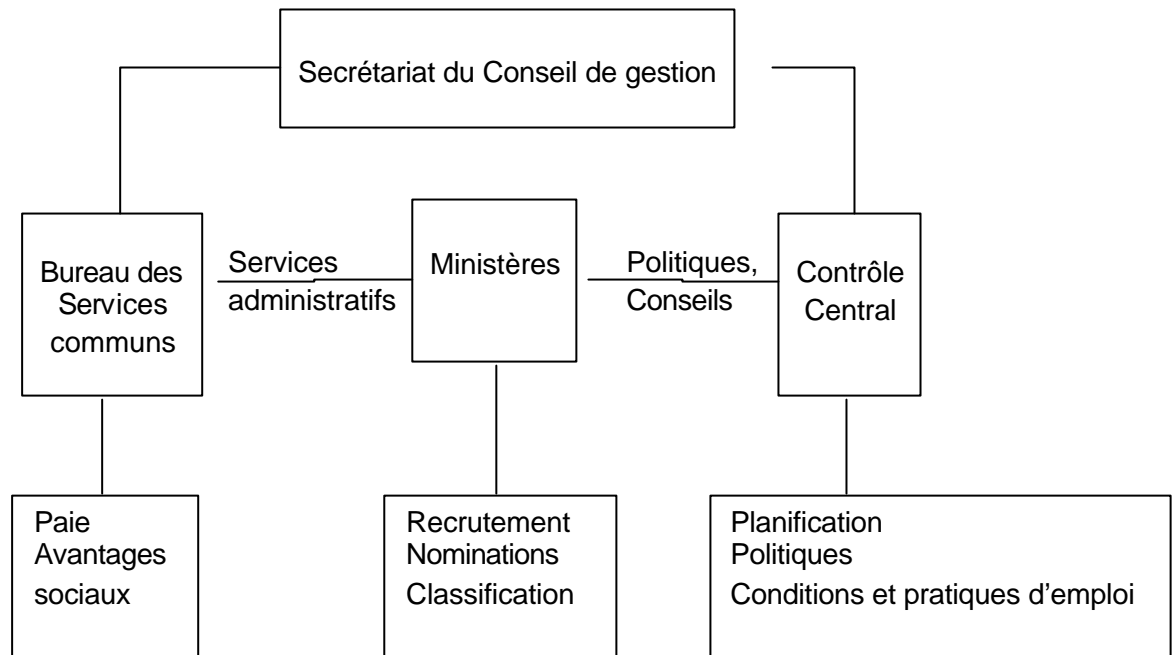 Secrétariat du Conseil de gestion
Bureau des
Services
communs
Services
administratifs
Ministères
Politiques,
Conseils
Contrôle
Central
Paie
Avantages
sociaux
Recrutement
Nominations
Classification
Planification
Politiques
Conditions et pratiques d’emploi